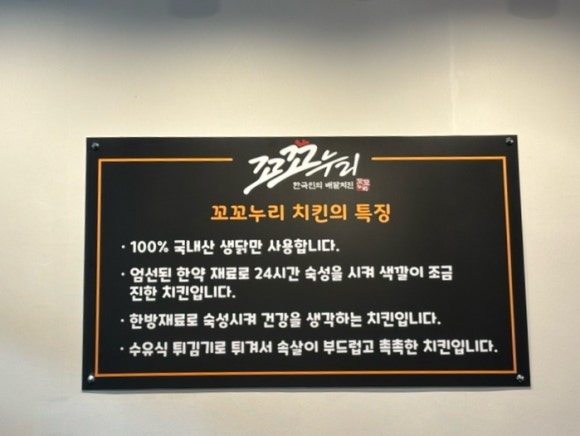 꼬꼬누리
한국인의 배달치킨
꼬꼬누리 치킨의 특징
· 100% 국내산 생닭만 사용합니다.
· 엄선된 한약 재료로 24시간 숙성을 시켜 색깔이 조금
진한 치킨입니다.
· 한방재료로 숙성시켜 건강을 생각하는 치킨입니다.
· 수유식 튀김기로 튀겨서 속살이 부드럽고 촉촉한 치킨입니다.